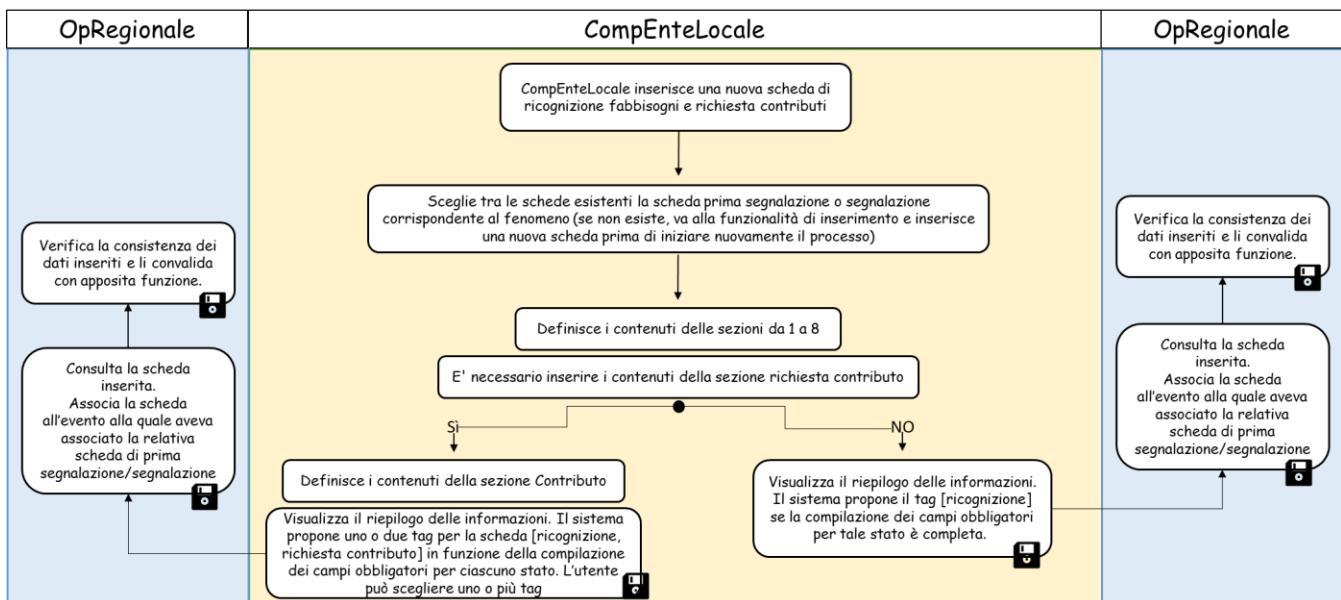 OpRegionale
CompEnteLocale
OpRegionale
CompEnteLocale inserisce una nuova scheda di
ricognizione fabbisogni e richiesta contributi
Sceglie tra le schede esistenti la scheda prima segnalazione o segnalazione
corrispondente al fenomeno (se non esiste, va alla funzionalità di inserimento e inserisce
una nuova scheda prima di iniziare nuovamente il processo)
Definisce i contenuti delle sezioni da 1 a 8
E' necessario inserire i contenuti della sezione richiesta contributo
Sì
NO
Definisce i contenuti della sezione Contributo
Visualizza il riepilogo delle informazioni. Il sistema
propone uno o due tag per la scheda [ricognizione,
richiesta contributo] in funzione della compilazione
dei campi obbligatori per ciascuno stato. L'utente
può scegliere uno o più tag
Visualizza il riepilogo delle informazioni.
Il sistema propone il tag [ricognizione]
se la compilazione dei campi obbligatori
per tale stato è completa.
Verifica la consistenza dei
dati inseriti e li convalida
con apposita funzione.
Consulta la scheda
inserita.
Associa la scheda
all'evento alla quale aveva
associato la relativa
scheda di prima
segnalazione/segnalazione
Verifica la consistenza dei
dati inseriti e li convalida
con apposita funzione.
Consulta la scheda
inserita.
Associa la scheda
all'evento alla quale aveva
associato la relativa
scheda di prima
segnalazione/segnalazione